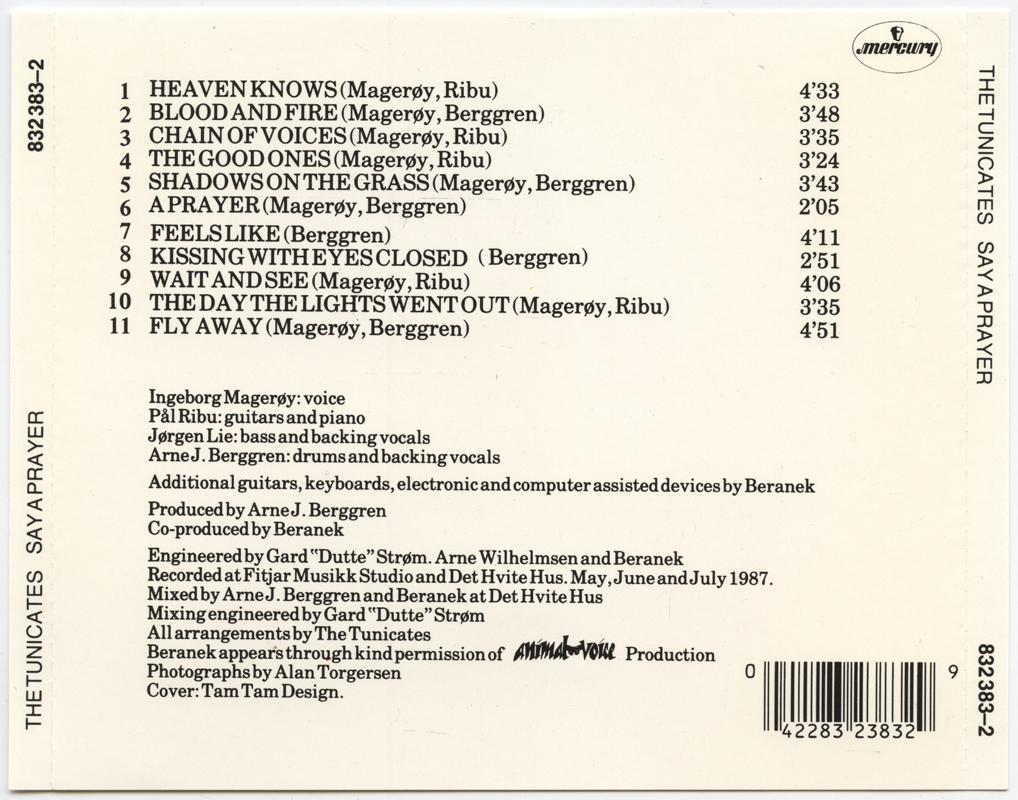 mercury
832 383-2
THE TUNICATES SAY A PRAYER
1 HEAVEN KNOWS (Magerøy, Ribu) 4'33
2 BLOOD AND FIRE (Magerøy, Berggren) 3'48
3 CHAIN OF VOICES (Magerøy, Ribu) 3'35
4 THE GOOD ONES (Magerøy, Ribu) 3'24
5 SHADOWS ON THE GRASS (Magerøy, Berggren) 3'43
6 A PRAYER (Magerøy, Berggren) 2'05
7 FEELS LIKE (Berggren) 4'11
8 KISSING WITH EYES CLOSED (Berggren) 2'51
9 WAIT AND SEE (Magerøy, Ribu) 4'06
10 THE DAY THE LIGHTS WENT OUT (Magerøy, Ribu) 3'35
11 FLY AWAY (Magerøy, Berggren) 4'51
Ingeborg Magerøy: voice
Pål Ribu: guitars and piano
Jørgen Lie: bass and backing vocals
Arne J. Berggren: drums and backing vocals
Additional guitars, keyboards, electronic and computer assisted devices by Beranek
Produced by Arne J. Berggren
Co-produced by Beranek
Engineered by Gard "Dutte" Strøm. Arne Wilhelmsen and Beranek
Recorded at Fitjar Musikk Studio and Det Hvite Hus. May, June and July 1987.
Mixed by Arne J. Berggren and Beranek at Det Hvite Hus
Mixing engineered by Gard "Dutte" Strøm
All arrangements by The Tunicates
Beranek appears through kind permission of animal voice Production
Photographs by Alan Torgersen
Cover: Tam Tam Design.
0 42283 23832 9
THE TUNICATES SAY A PRAYER
832 383-2